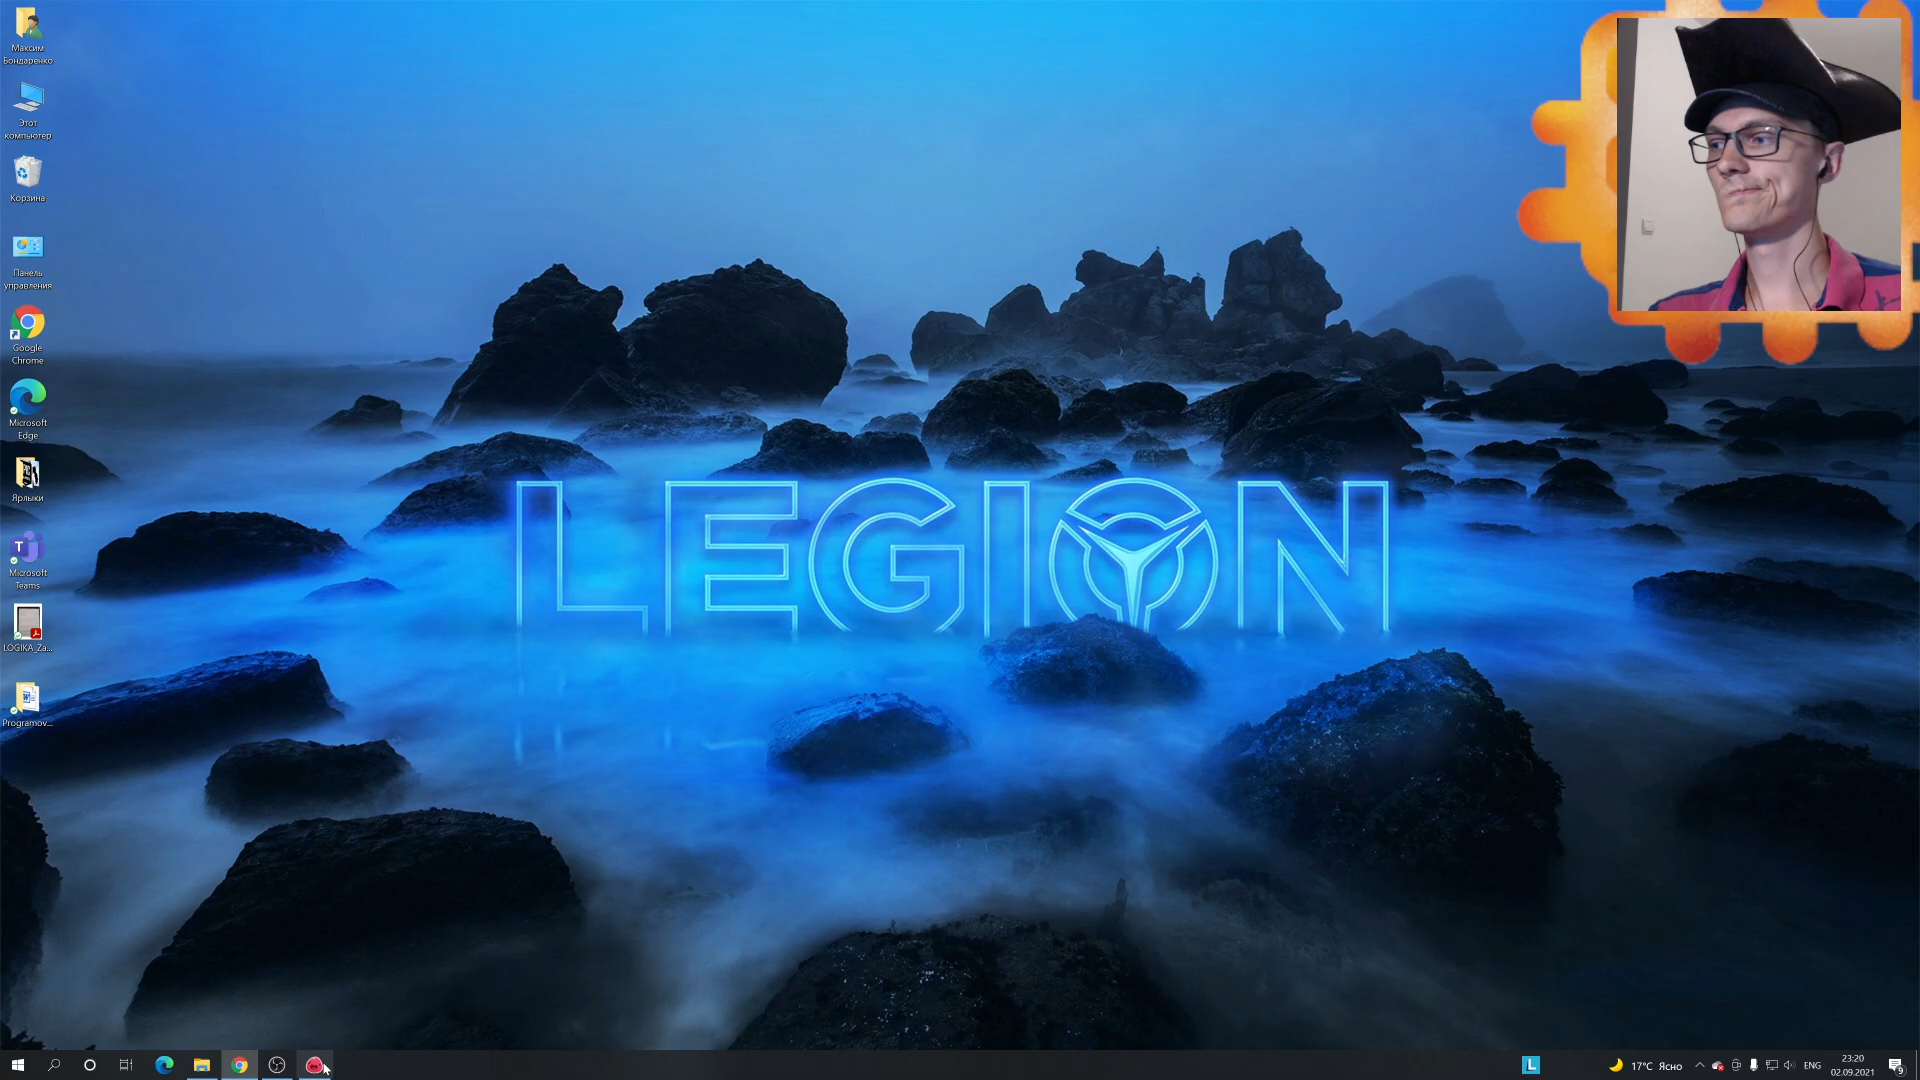 Максим
Бондаренко
Этот
компьютер
Корзина
Панель
управления
Google
Chrome
Microsoft
Edge
Ярлыки
T
Microsoft
Teams
LOGIKA_Za...
Programov...
LEGION
L
17°C Ясно
ENG
23:20
02.09.2021
9